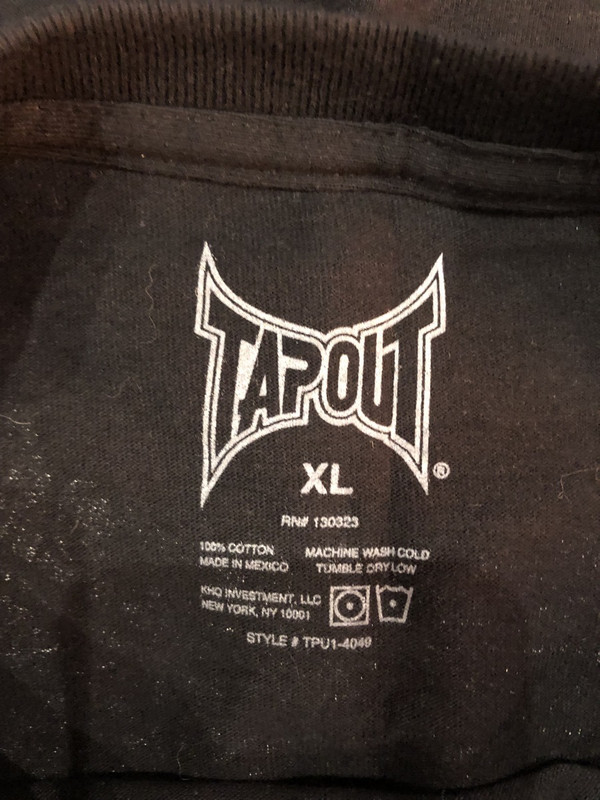 TAPOUT
®
XL
RN# 130323
100% COTTON MACHINE WASH COLD
MADE IN MEXICO TUMBLE DRY LOW
KHQ INVESTMENT, LLC
NEW YORK, NY 10001
STYLE # TPU1-4049